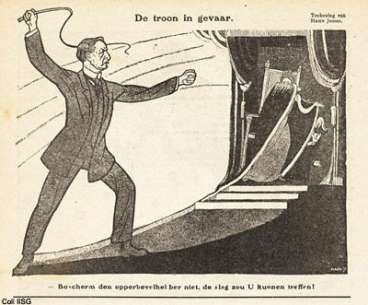 De troon in gevaar.
Teekening van
— Bescherm den opperbevelhebber niet, de slag zou U kunnen treffen!
Coll IISG